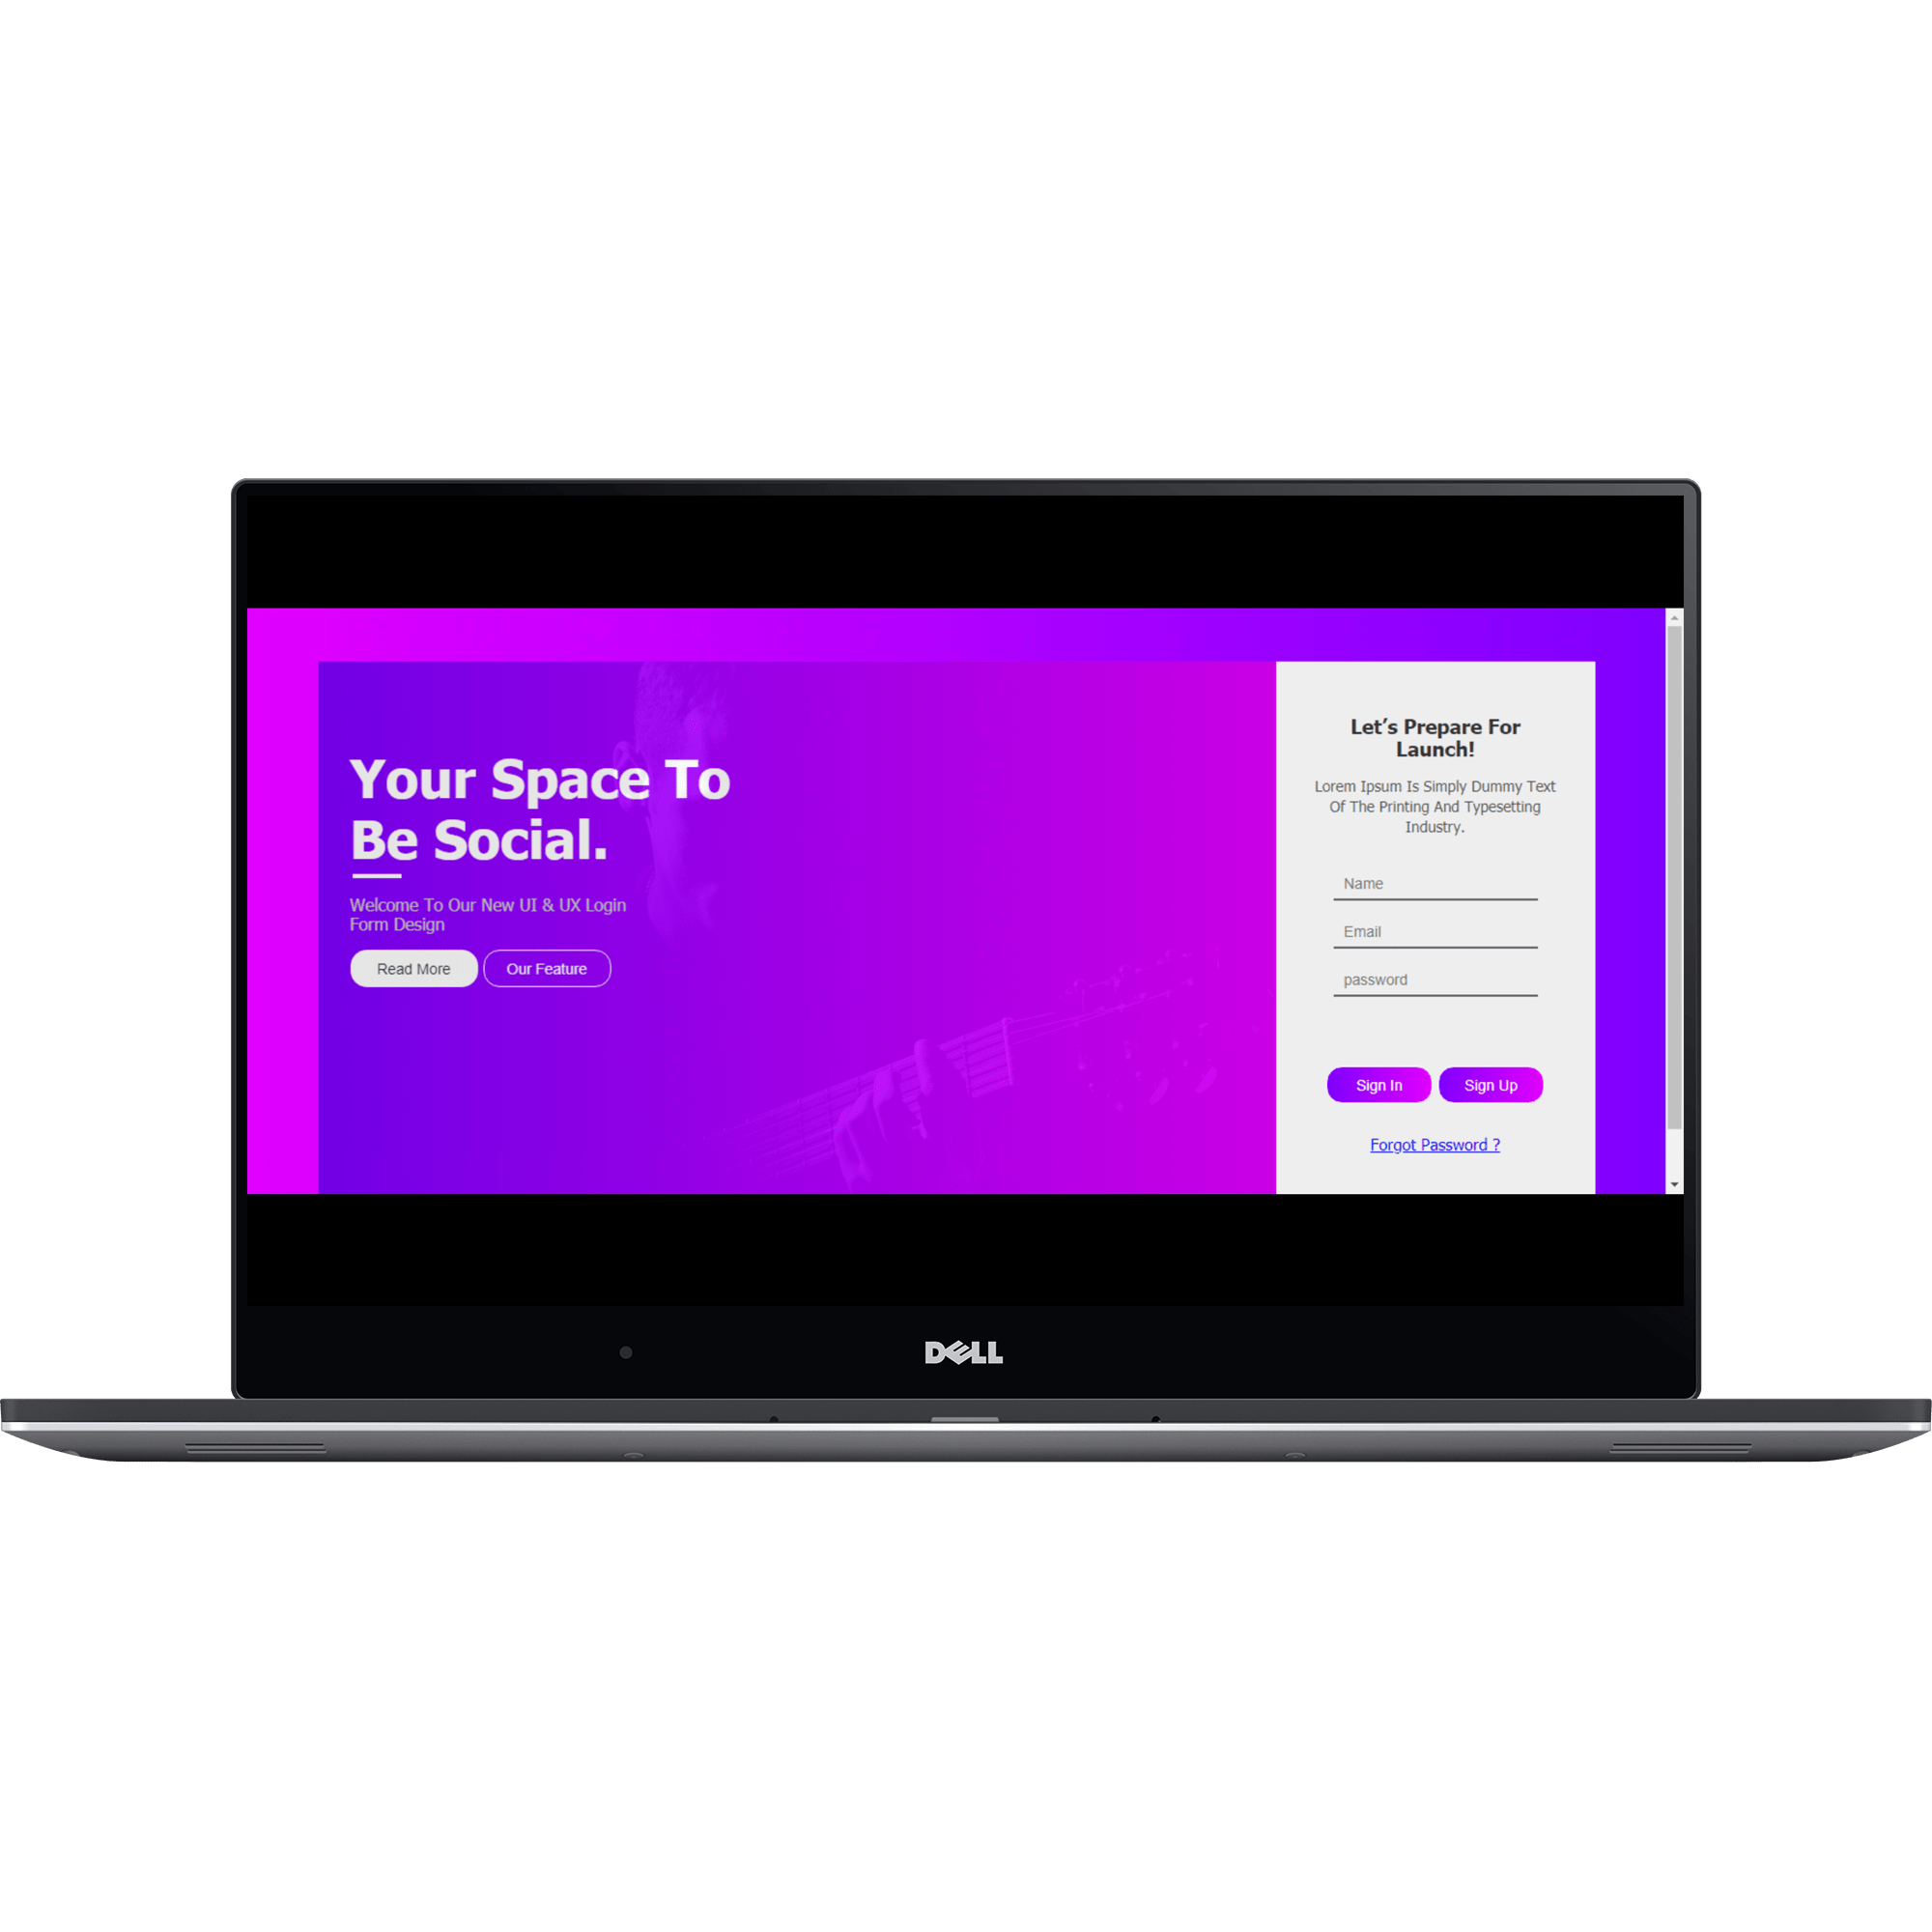 Your Space To
Be Social.
Welcome To Our New UI & UX Login
Form Design
Read More
Our Feature
Let's Prepare For
Launch!
Lorem Ipsum Is Simply Dummy Text
Of The Printing And Typesetting
Industry.
Name
Email
password
Sign In
Sign Up
Forgot Password ?
DELL